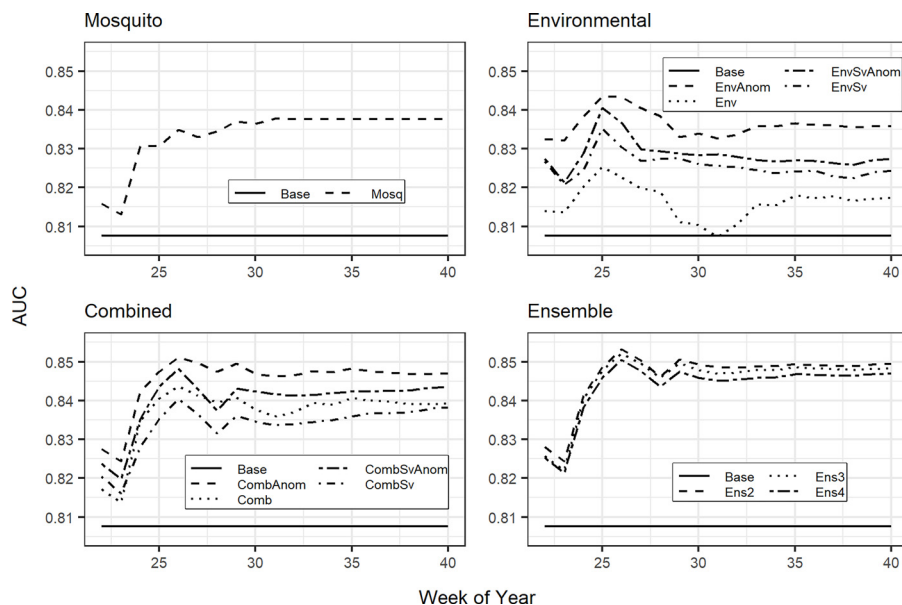 Mosquito
0.85
0.84
0.83
0.82
0.81
Base Mosq
25 30 35 40
Environmental
0.85
0.84
0.83
0.82
0.81
Base EnvSvAnom
EnvAnom EnvSv
Env
25 30 35 40
AUC
Combined
0.85
0.84
0.83
0.82
0.81
Base CombSvAnom
CombAnom CombSv
Comb
25 30 35 40
Ensemble
0.85
0.84
0.83
0.82
0.81
Base Ens3
Ens2 Ens4
25 30 35 40
Week of Year